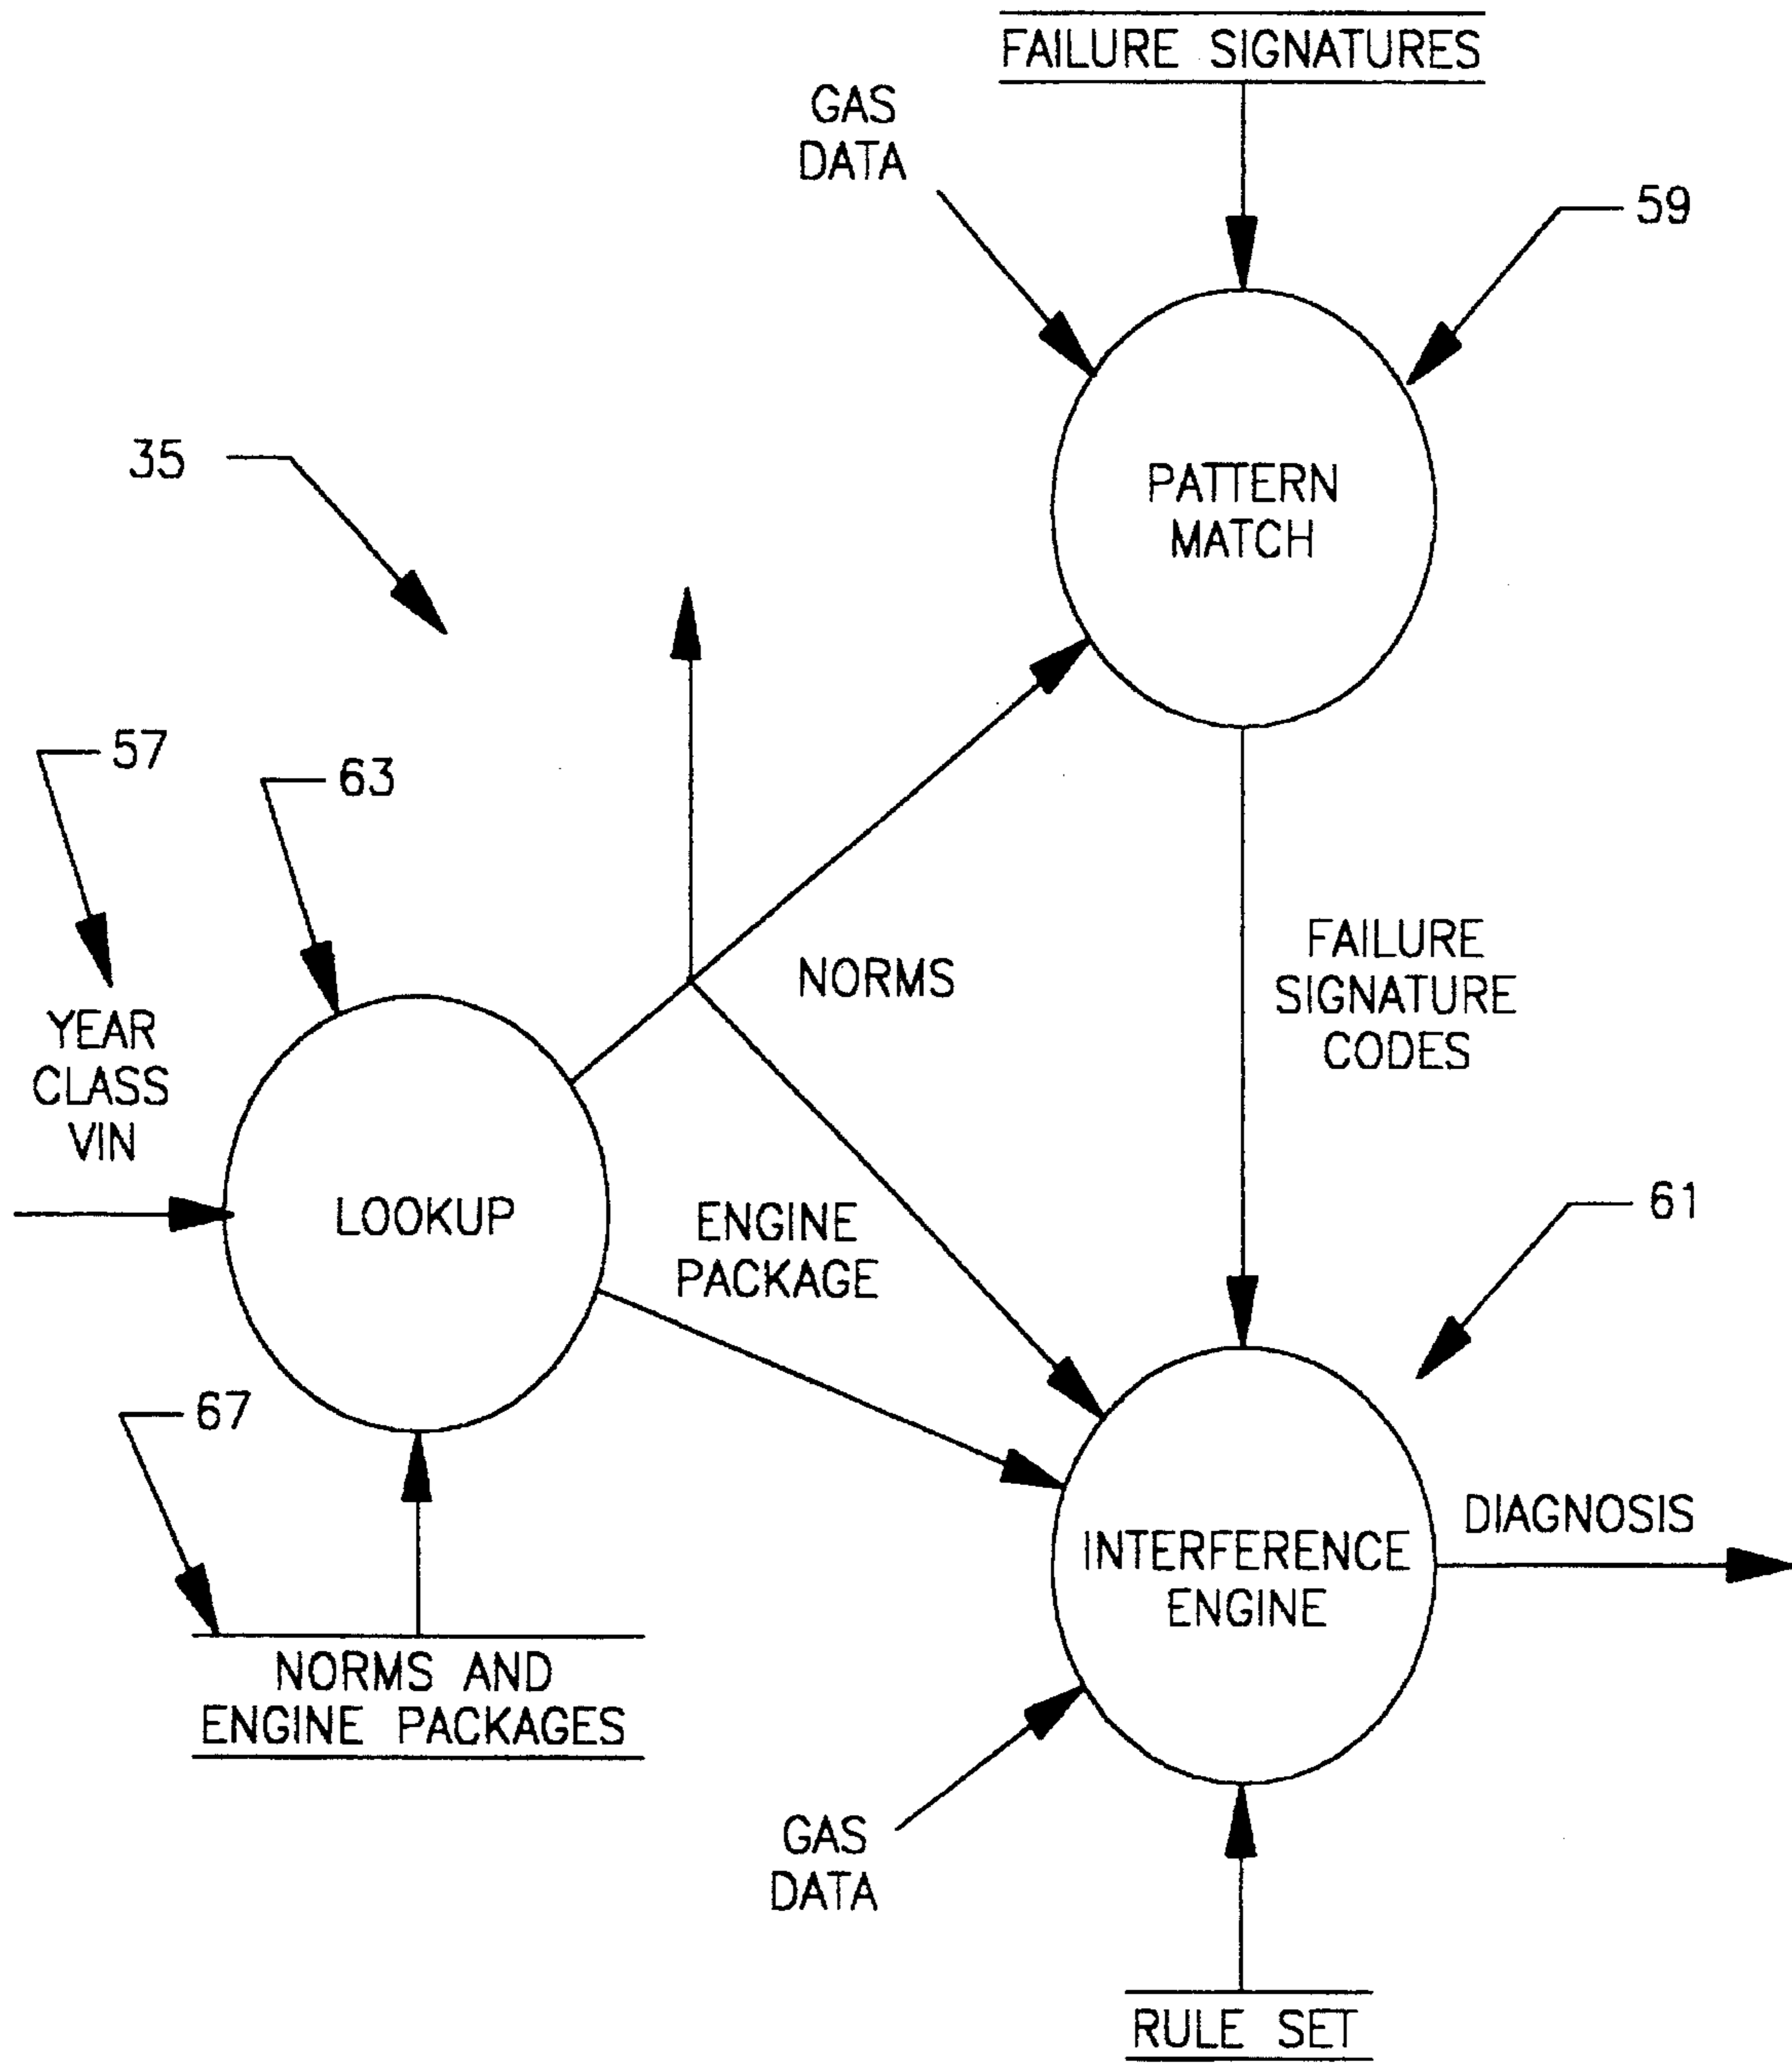 FAILURE SIGNATURES
GAS
DATA
59
PATTERN
MATCH
35
57
63
NORMS
FAILURE
SIGNATURE
CODES
YEAR
CLASS
VIN
LOOKUP
ENGINE
PACKAGE
61
67
DIAGNOSIS
INTERFERENCE
ENGINE
NORMS AND
ENGINE PACKAGES
GAS
DATA
RULE SET